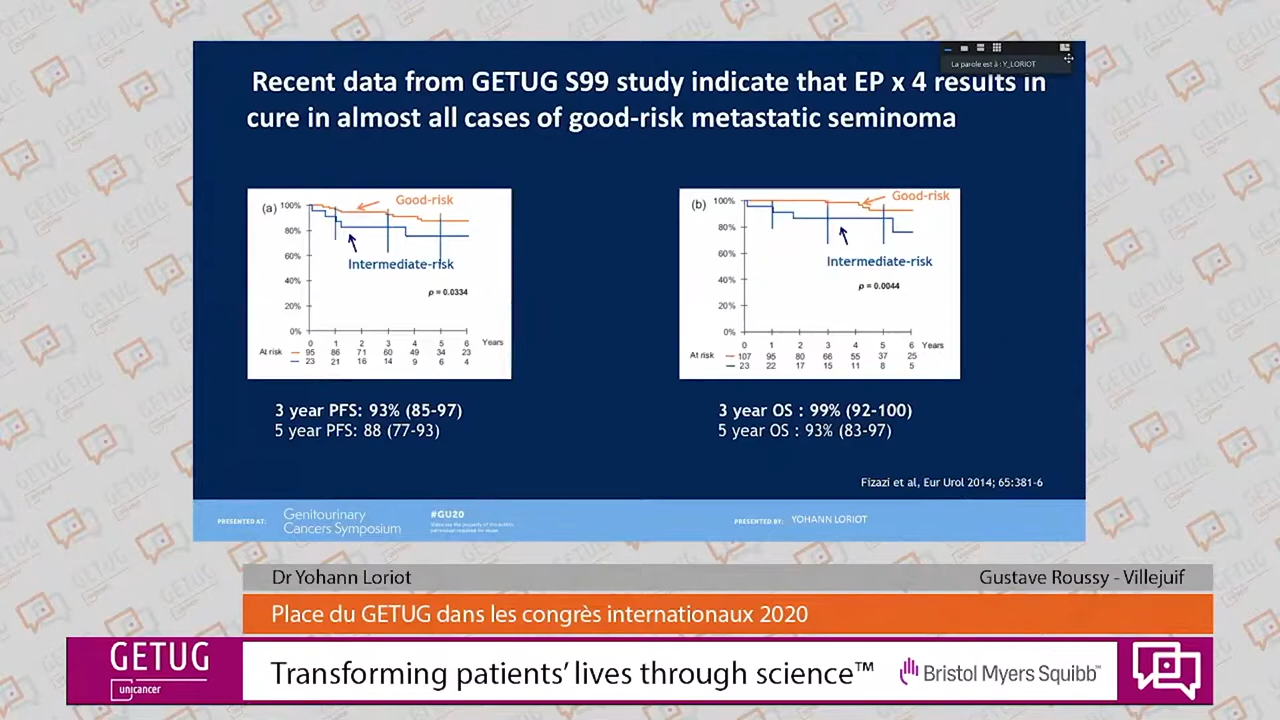 La parole est à : Y_LORIOT
Recent data from GETUG S99 study indicate that EP x 4 results in
cure in almost all cases of good-risk metastatic seminoma
(a)
100%
80%
60%
40%
20%
0%
Good-risk
Intermediate-risk
p = 0.0334
0 1 2 3 4 5 6 Years
At risk 95 86 71 60 49 34 23
23 21 16 14 9 6 4
(b)
100%
80%
60%
40%
20%
0%
Good-risk
Intermediate-risk
p = 0.0044
0 1 2 3 4 5 6 Years
At risk 107 95 80 66 55 37 25
23 22 17 15 11 8 5
3 year PFS: 93% (85-97)
5 year PFS: 88 (77-93)
3 year OS : 99% (92-100)
5 year OS : 93% (83-97)
Fizazi et al, Eur Urol 2014; 65:381-6
PRESENTED AT:
Genitourinary
Cancers Symposium
#GU20
PRESENTED BY: YOHANN LORIOT
Dr Yohann Loriot
Gustave Roussy - Villejuif
Place du GETUG dans les congrès internationaux 2020
GETUG
unicancer
Transforming patients' lives through science™
Bristol Myers Squibb™